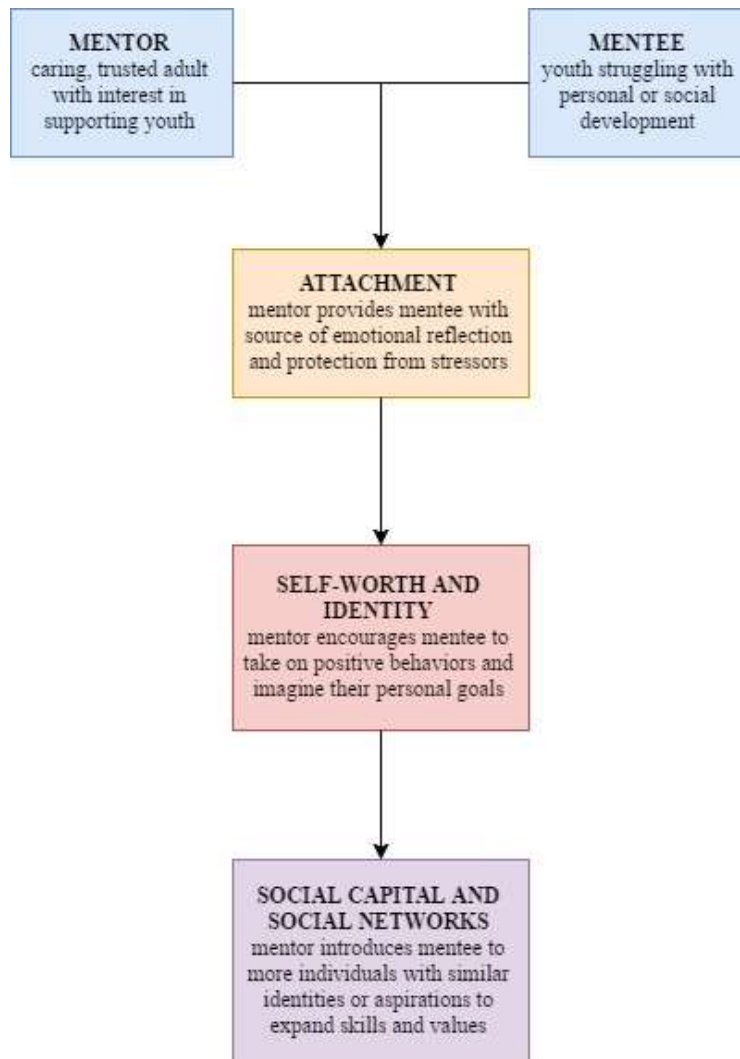 MENTOR
caring, trusted adult
with interest in
supporting youth
MENTEE
youth struggling with
personal or social
development
ATTACHMENT
mentor provides mentee with
source of emotional reflection
and protection from stressors
SELF-WORTH AND
IDENTITY
mentor encourages mentee to
take on positive behaviors and
imagine their personal goals
SOCIAL CAPITAL AND
SOCIAL NETWORKS
mentor introduces mentee to
more individuals with similar
identities or aspirations to
expand skills and values